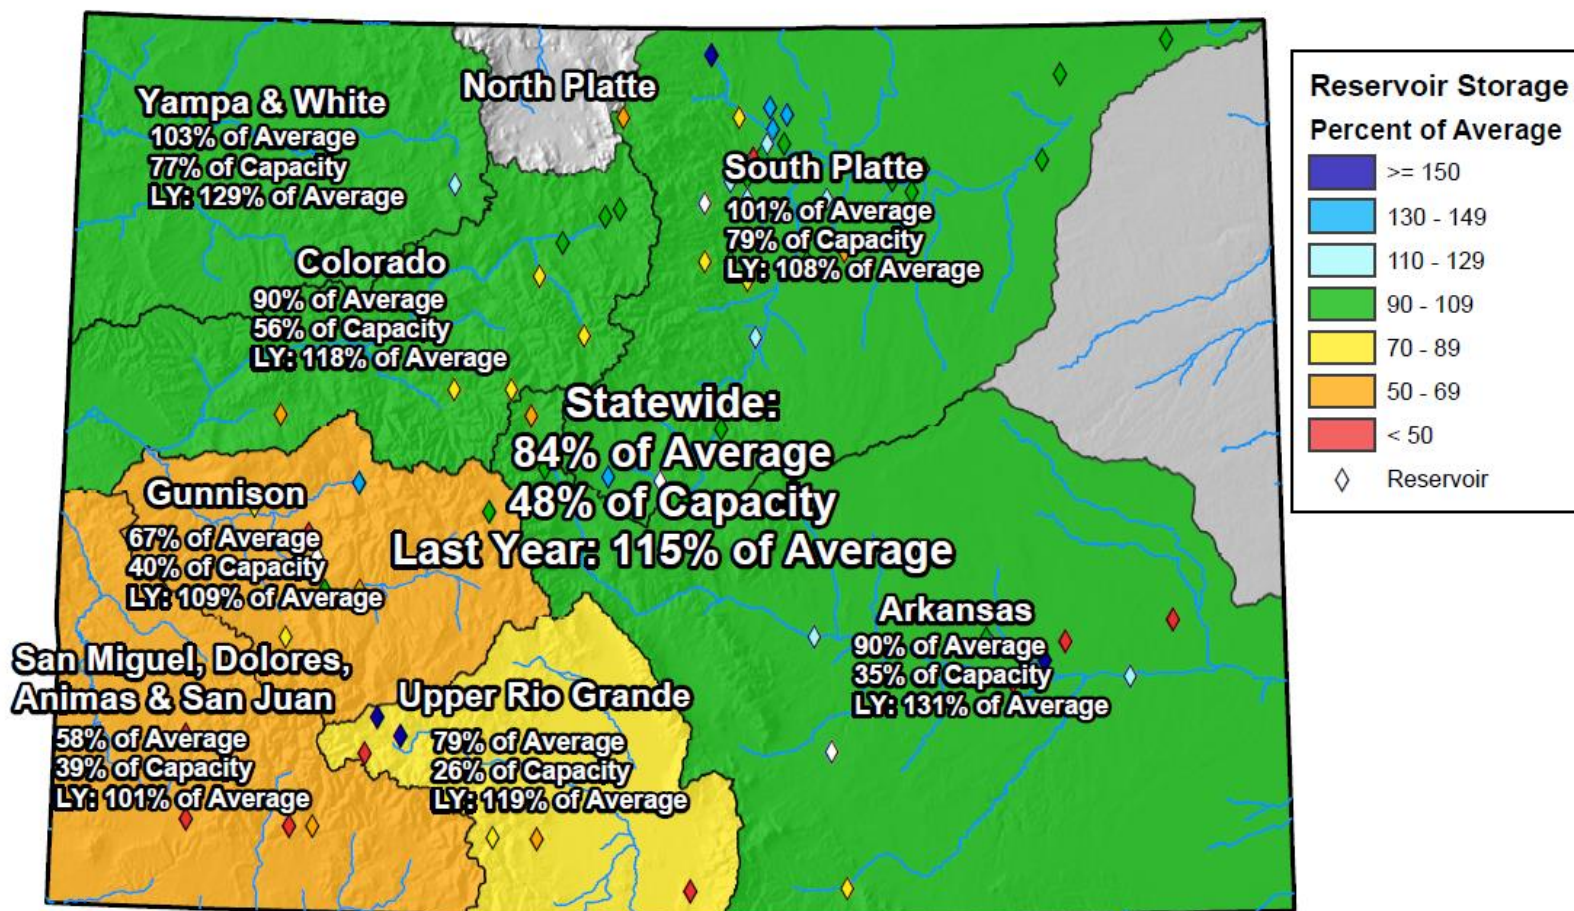 North Platte
Yampa & White
103% of Average
77% of Capacity
LY: 129% of Average
South Platte
101% of Average
79% of Capacity
LY: 108% of Average
Colorado
90% of Average
56% of Capacity
LY: 118% of Average
Statewide:
84% of Average
48% of Capacity
Last Year: 115% of Average
Gunnison
67% of Average
40% of Capacity
LY: 109% of Average
Arkansas
90% of Average
35% of Capacity
LY: 131% of Average
San Miguel, Dolores,
Animas & San Juan
58% of Average
39% of Capacity
LY: 101% of Average
Upper Rio Grande
79% of Average
26% of Capacity
LY: 119% of Average
Reservoir Storage
Percent of Average
>= 150
130 - 149
110 - 129
90 - 109
70 - 89
50 - 69
< 50
Reservoir